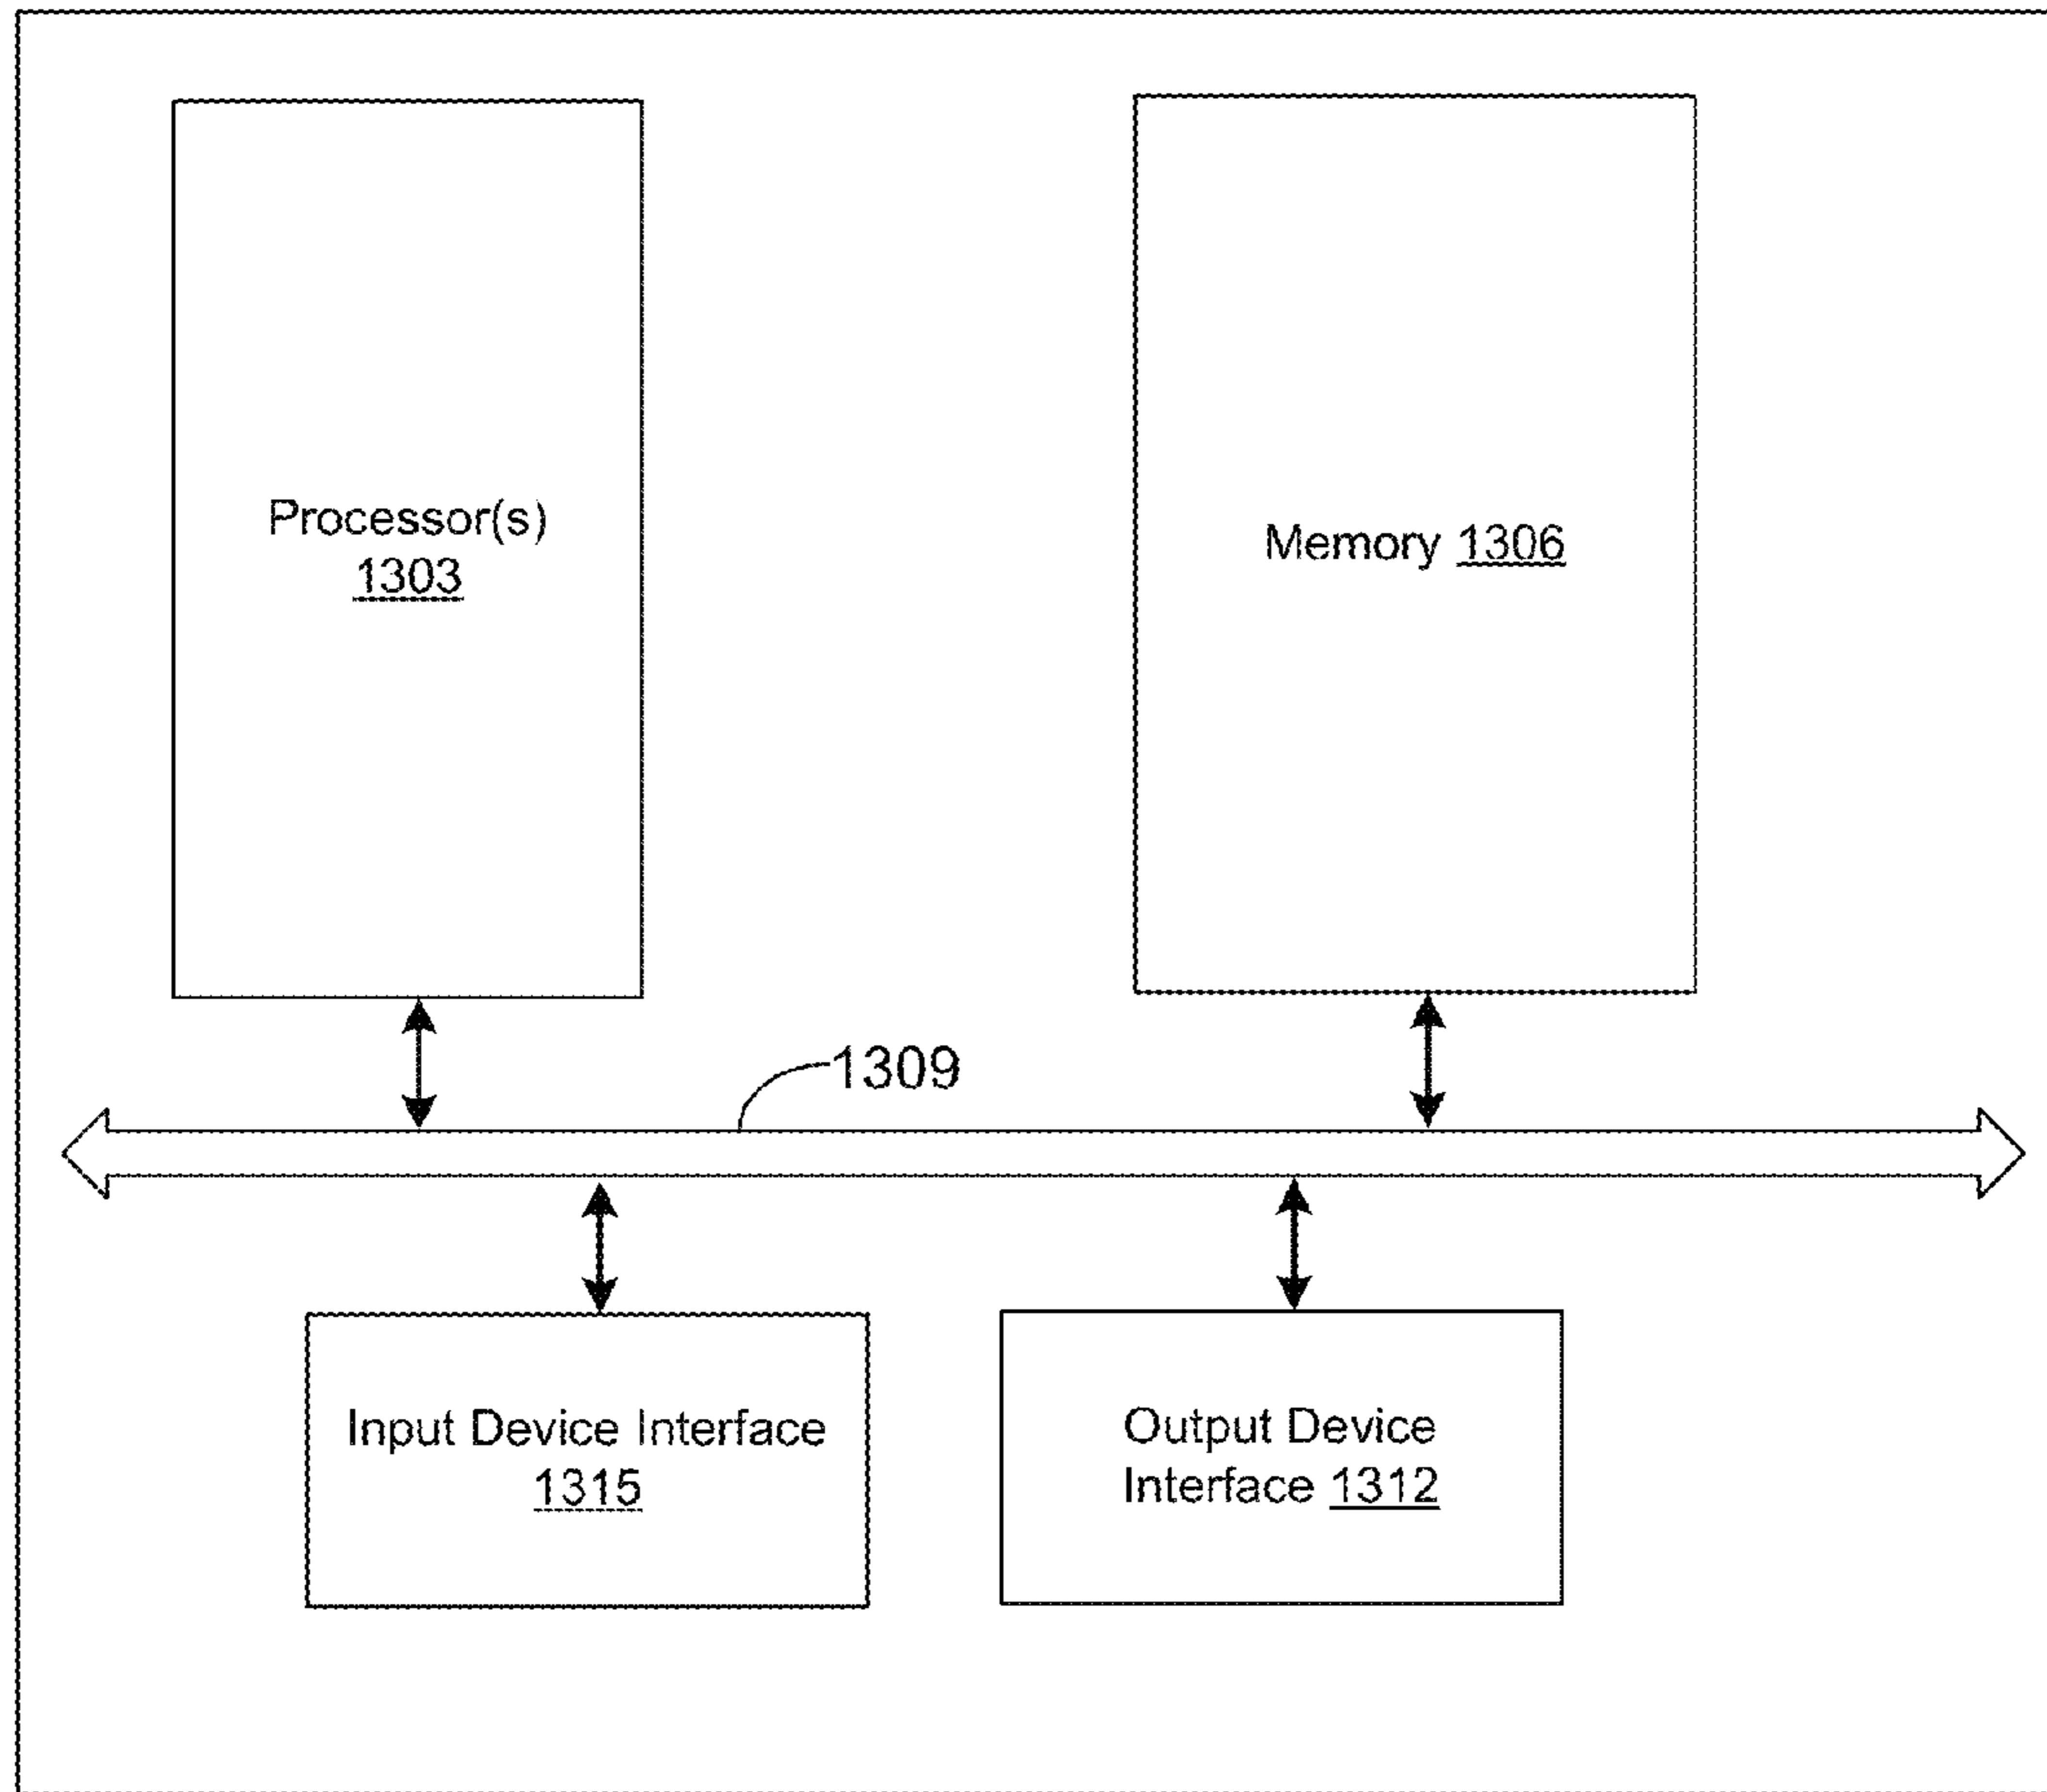 Processor(s)
1303
Memory 1306
1309
Input Device Interface
1315
Output Device
Interface 1312